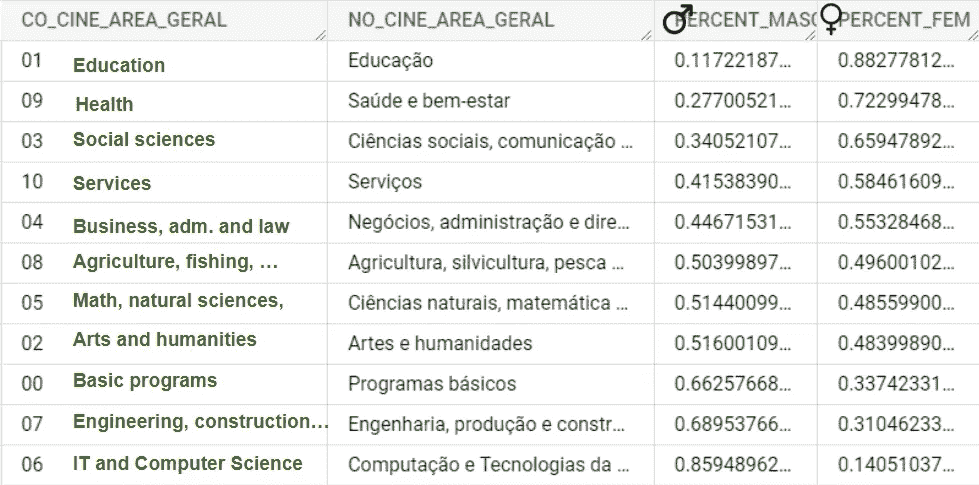 CO_CINE_AREA_GERAL NO_CINE_AREA_GERAL PERCENT_MASC PERCENT_FEM
01 Education Educação 0.11722187... 0.88277812...
09 Health Saúde e bem-estar 0.27700521... 0.72299478...
03 Social sciences Ciências sociais, comunicação ... 0.34052107... 0.65947892...
10 Services Serviços 0.41538390... 0.58461609...
04 Business, adm. and law Negócios, administração e dire... 0.44671531... 0.55328468...
08 Agriculture, fishing, ... Agricultura, silvicultura, pesca ... 0.50399897... 0.49600102...
05 Math, natural sciences, Ciências naturais, matemática ... 0.51440099... 0.48559900...
02 Arts and humanities Artes e humanidades 0.51600109... 0.48399890...
00 Basic programs Programas básicos 0.66257668... 0.33742331...
07 Engineering, construction... Engenharia, produção e constr... 0.68953766... 0.31046233...
06 IT and Computer Science Computação e Tecnologias da ... 0.85948962... 0.14051037...